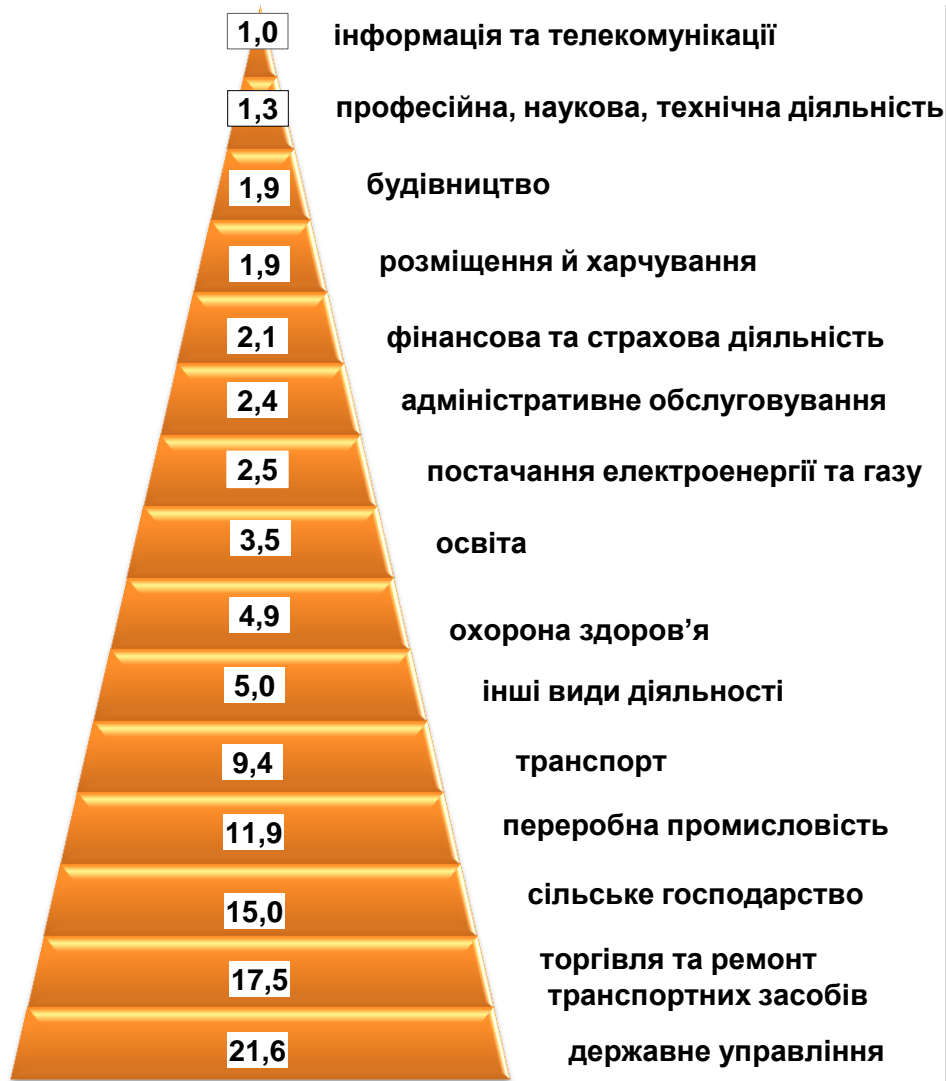 1,0 інформація та телекомунікації
1,3 професійна, наукова, технічна діяльність
1,9 будівництво
1,9 розміщення й харчування
2,1 фінансова та страхова діяльність
2,4 адміністративне обслуговування
2,5 постачання електроенергії та газу
3,5 освіта
4,9 охорона здоров’я
5,0 інші види діяльності
9,4 транспорт
11,9 переробна промисловість
15,0 сільське господарство
17,5 торгівля та ремонт
транспортних засобів
21,6 державне управління